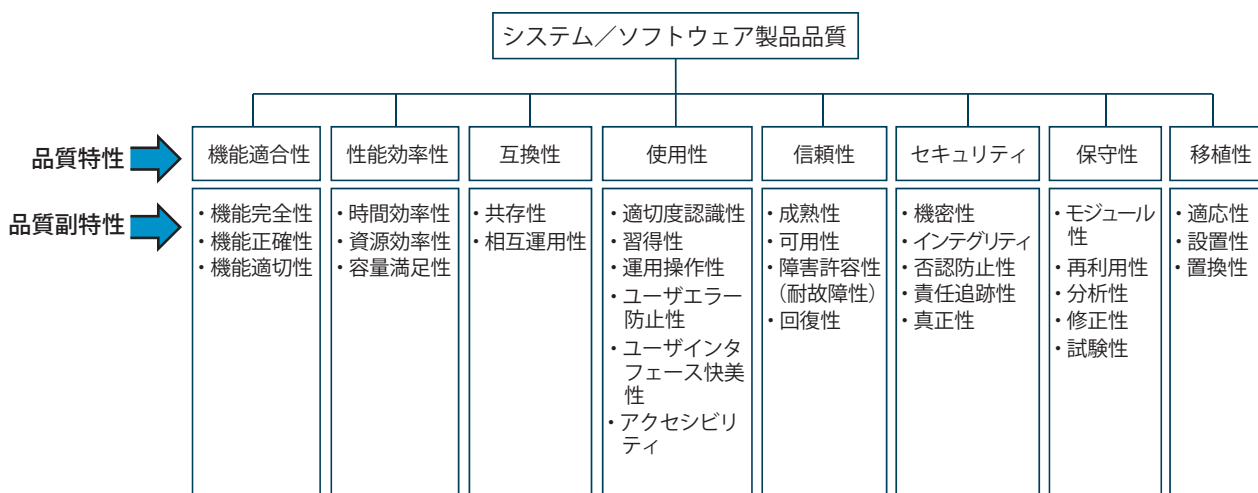 システム／ソフトウェア製品品質
品質特性
機能適合性
性能効率性
互換性
使用性
信頼性
セキュリティ
保守性
移植性
品質副特性
・機能完全性
・機能正確性
・機能適切性
・時間効率性
・資源効率性
・容量満足性
・共存性
・相互運用性
・適切度認識性
・習得性
・運用操作性
・ユーザエラー
防止性
・ユーザインタ
フェース快美
性
・アクセシビリ
ティ
・成熟性
・可用性
・障害許容性
（耐故障性）
・回復性
・機密性
・インテグリティ
・否認防止性
・責任追跡性
・真正性
・モジュール
性
・再利用性
・分析性
・修正性
・試験性
・適応性
・設置性
・置換性